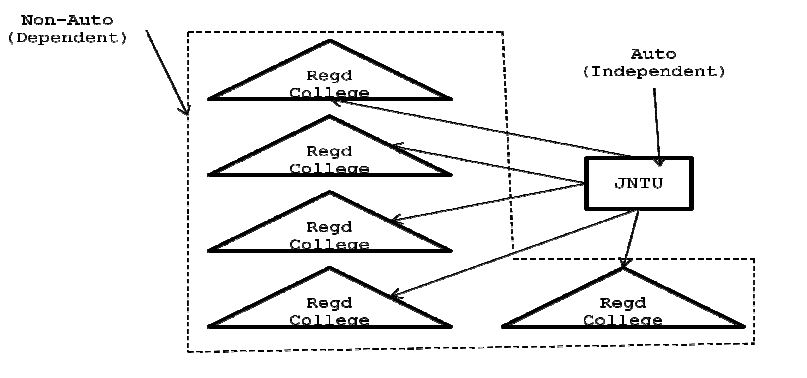 Non-Auto
(Dependent)
Auto
(Independent)
Regd
College
Regd
College
JNTU
Regd
College
Regd
College
Regd
College